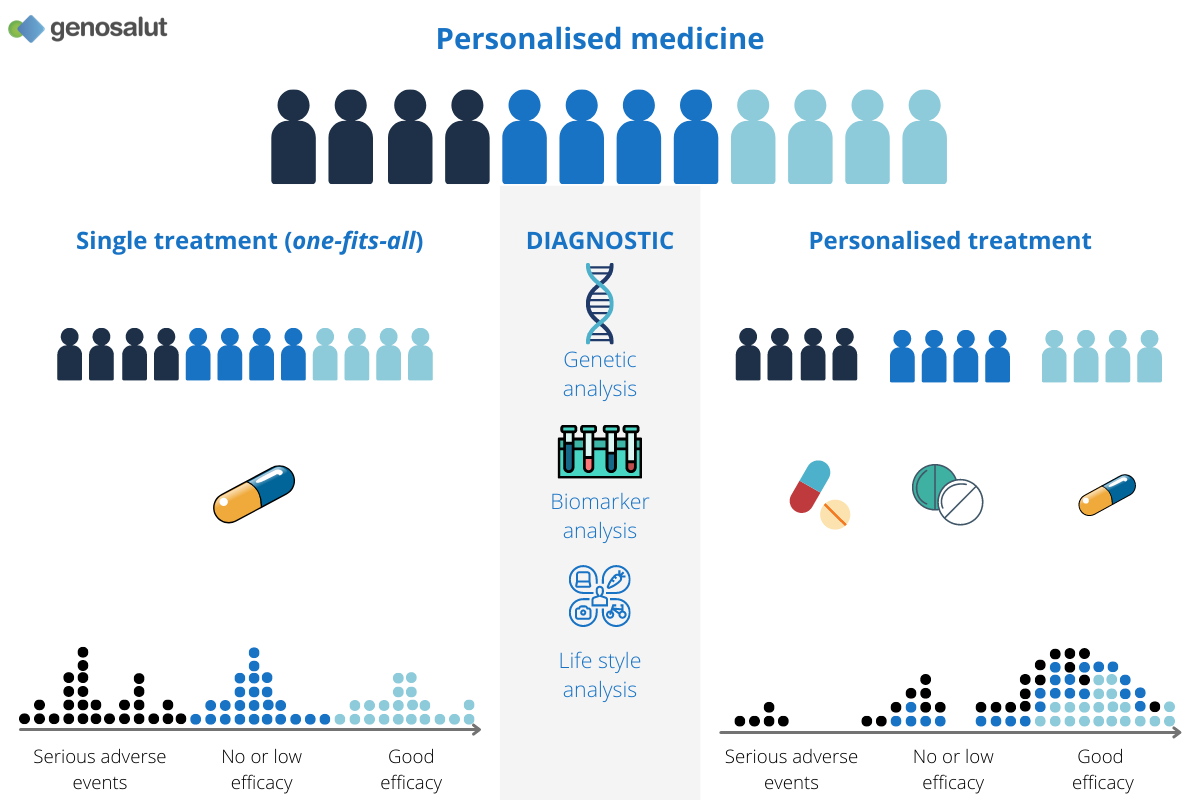 genosalut
Personalised medicine
Single treatment (one-fits-all)
DIAGNOSTIC
Genetic
analysis
Biomarker
analysis
Life style
analysis
Personalised treatment
Serious adverse
events
No or low
efficacy
Good
efficacy
Serious adverse
events
No or low
efficacy
Good
efficacy